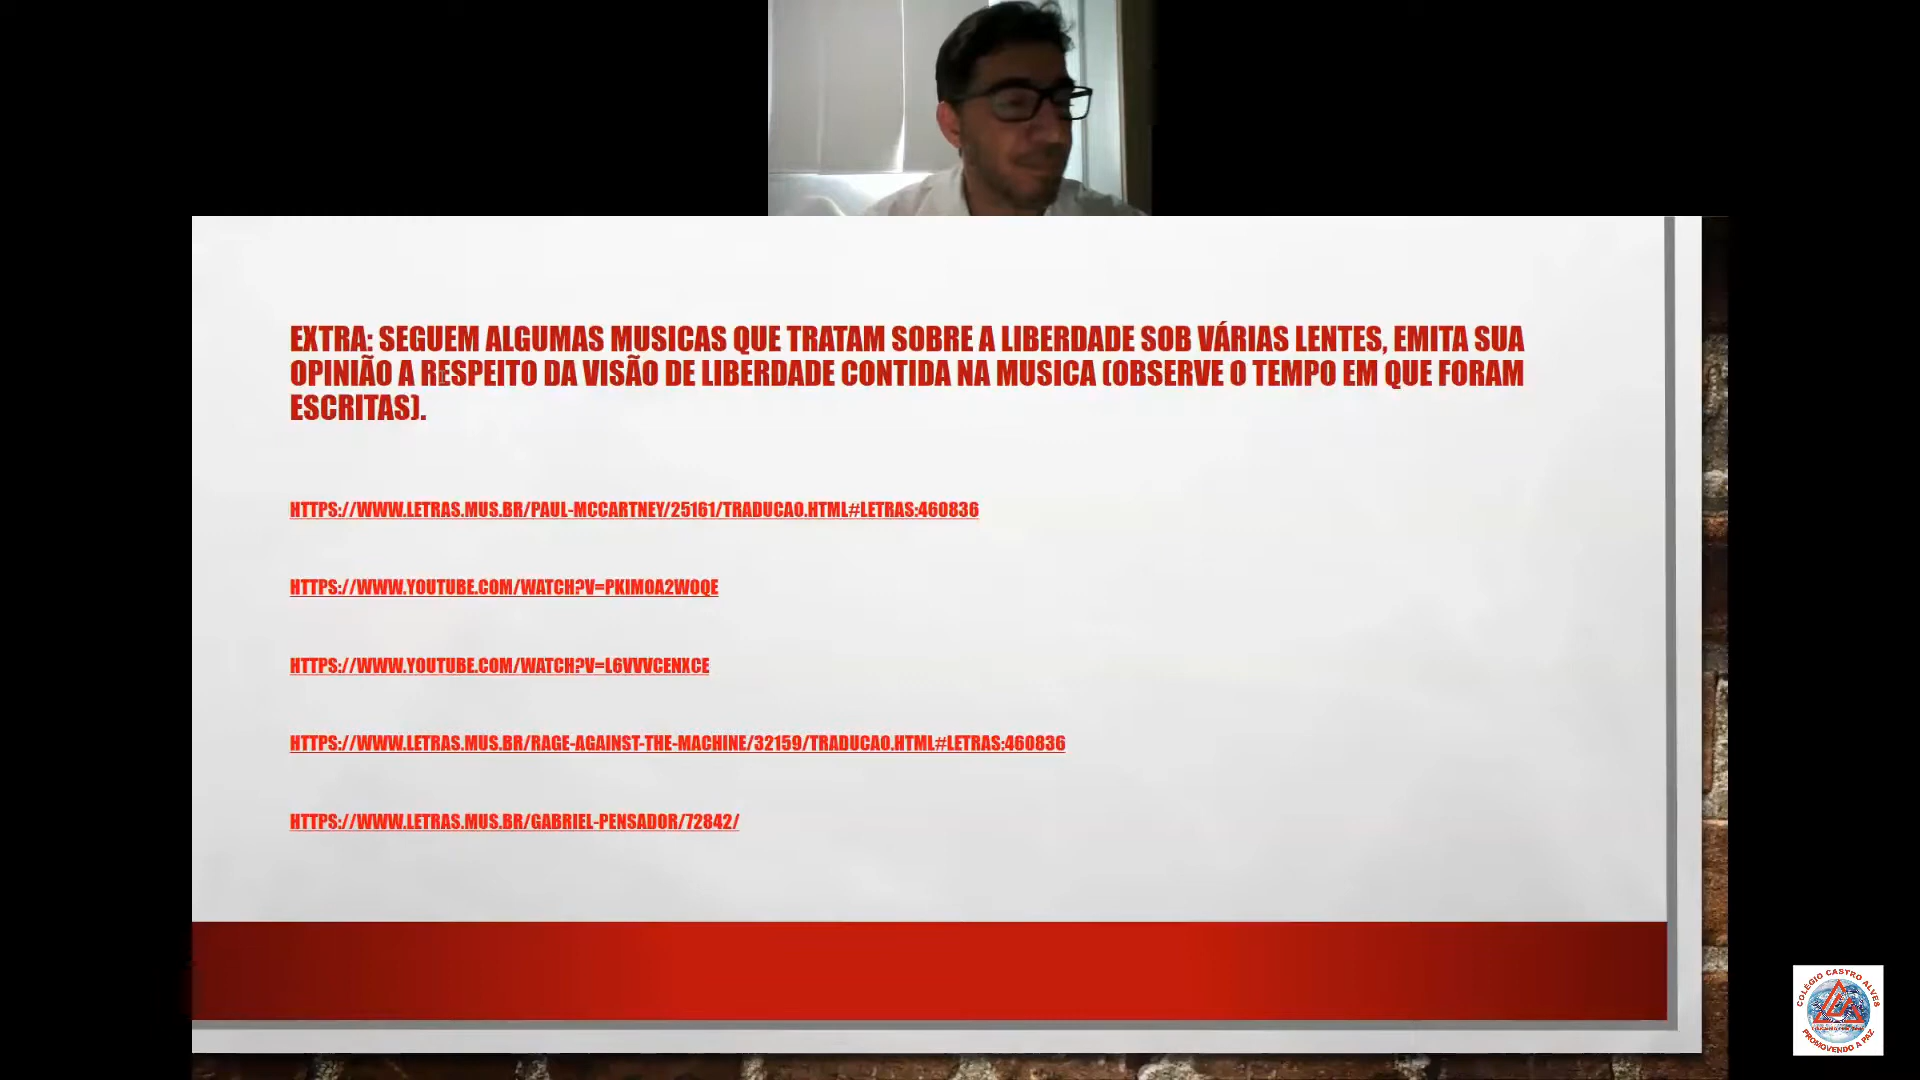 EXTRA: SEGUEM ALGUMAS MUSICAS QUE TRATAM SOBRE A LIBERDADE SOB VÁRIAS LENTES, EMITA SUA
OPINIÃO A RESPEITO DA VISÃO DE LIBERDADE CONTIDA NA MUSICA (OBSERVE O TEMPO EM QUE FORAM
ESCRITAS).
HTTPS://WWW.LETRAS.MUS.BR/PAUL-MCCARTNEY/25161/TRADUCAO.HTML#LETRAS:460836
HTTPS://WWW.YOUTUBE.COM/WATCH?V=PKIMOA2W0QE
HTTPS://WWW.YOUTUBE.COM/WATCH?V=L6VVVCENXCE
HTTPS://WWW.LETRAS.MUS.BR/RAGE-AGAINST-THE-MACHINE/32159/TRADUCAO.HTML#LETRAS:460836
HTTPS://WWW.LETRAS.MUS.BR/GABRIEL-PENSADOR/72842/
COLÉGIO CASTRO ALVES
PROMOVENDO A PAZ